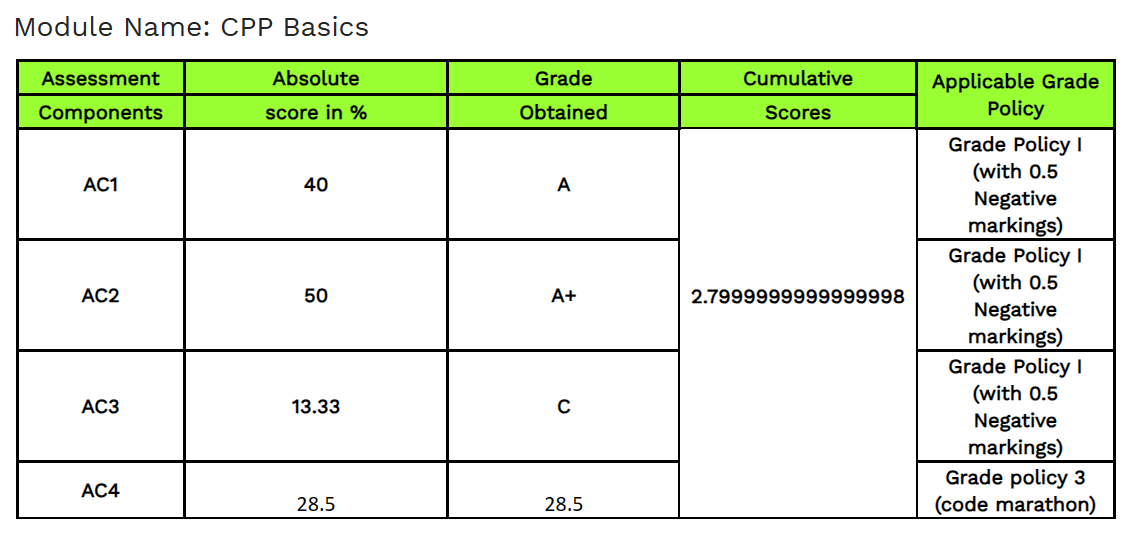 Module Name: CPP Basics
Assessment Absolute Grade Cumulative Applicable Grade
Components score in % Obtained Scores Policy
AC1 40 A Grade Policy I
(with 0.5
Negative
markings)
AC2 50 A+ 2.7999999999999998 Grade Policy I
(with 0.5
Negative
markings)
AC3 13.33 C Grade Policy I
(with 0.5
Negative
markings)
AC4 28.5 28.5 Grade policy 3
(code marathon)